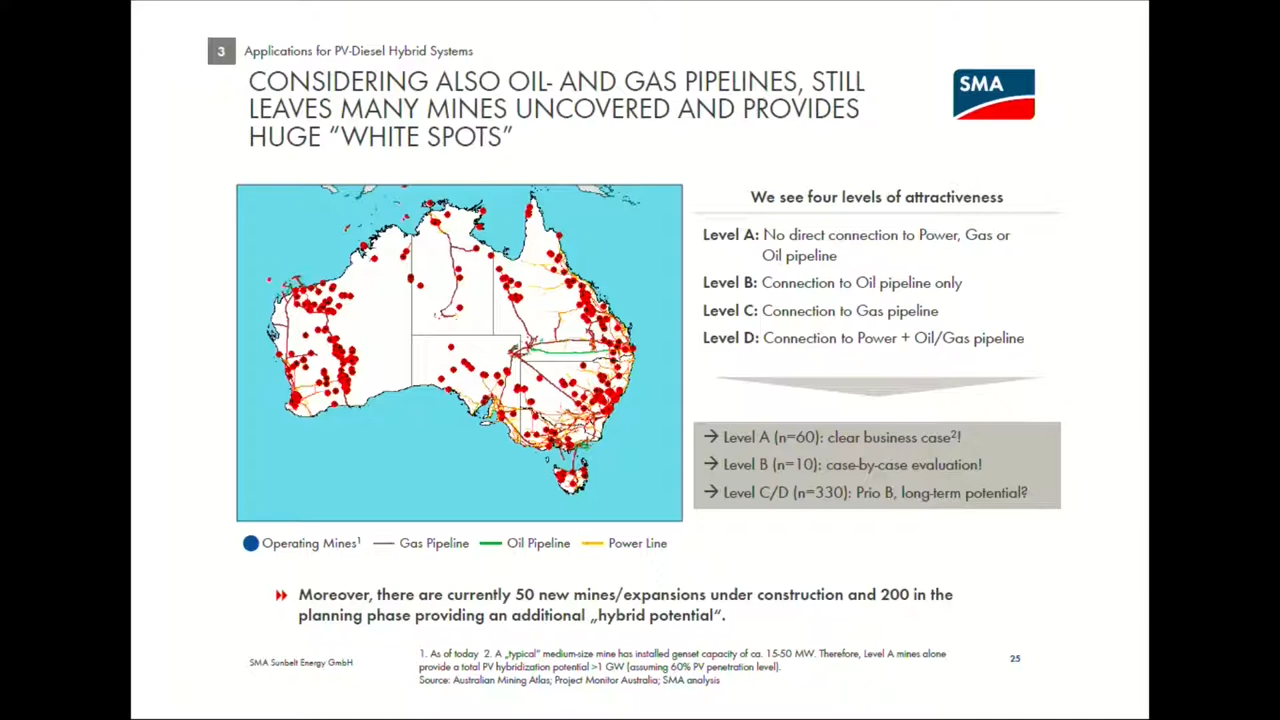 3
Applications for PV-Diesel Hybrid Systems
CONSIDERING ALSO OIL- AND GAS PIPELINES, STILL
LEAVES MANY MINES UNCOVERED AND PROVIDES
HUGE “WHITE SPOTS”
SMA
We see four levels of attractiveness
Level A: No direct connection to Power, Gas or
Oil pipeline
Level B: Connection to Oil pipeline only
Level C: Connection to Gas pipeline
Level D: Connection to Power + Oil/Gas pipeline
→ Level A (n=60): clear business case²!
→ Level B (n=10): case-by-case evaluation!
→ Level C/D (n=330): Prio B, long-term potential?
Operating Mines¹ Gas Pipeline Oil Pipeline Power Line
Moreover, there are currently 50 new mines/expansions under construction and 200 in the
planning phase providing an additional „hybrid potential“.
SMA Sunbelt Energy GmbH
1. As of today 2. A „typical“ medium-size mine has installed genset capacity of ca. 15-50 MW. Therefore, Level A mines alone
provide a total PV hybridization potential >1 GW (assuming 60% PV penetration level).
Source: Australian Mining Atlas; Project Monitor Australia; SMA analysis
25